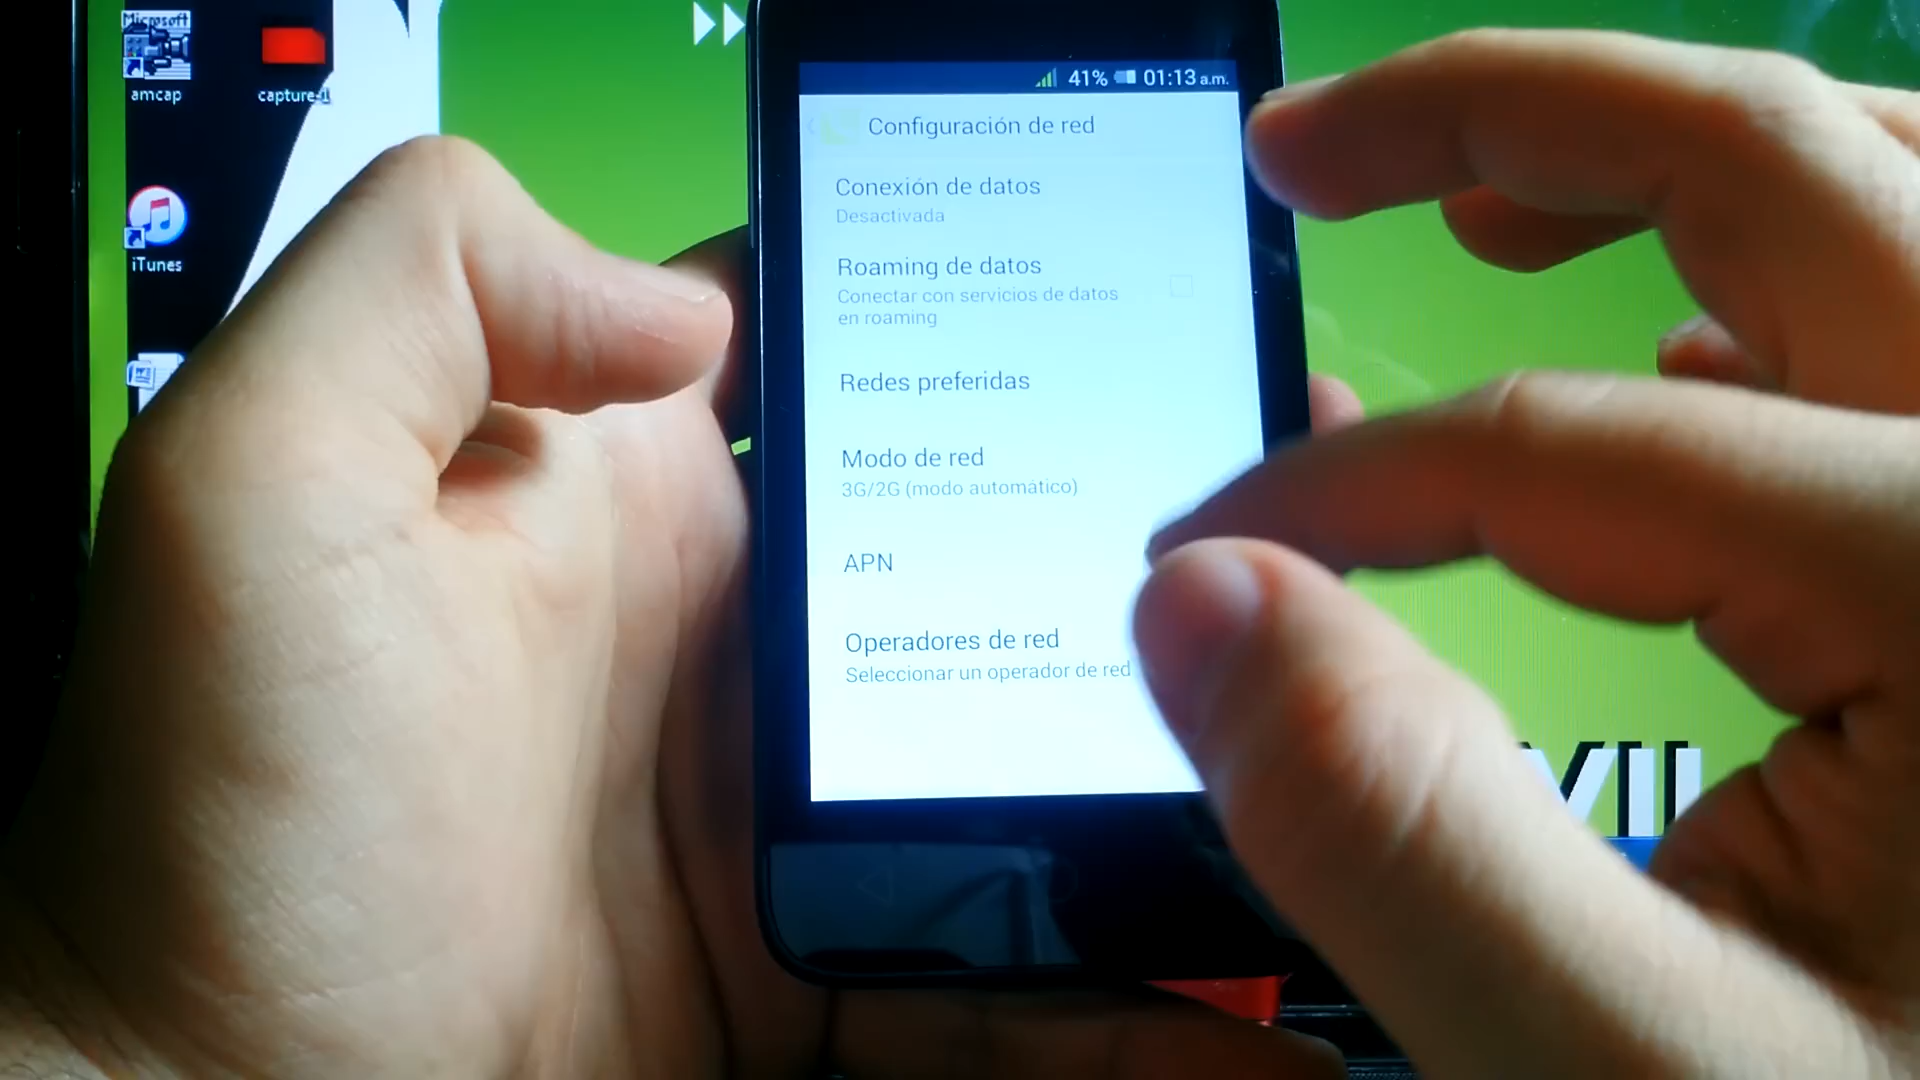 Microsoft
amcap
capture-1
iTunes
41% 01:13 a.m.
Configuración de red
Conexión de datos
Desactivada
Roaming de datos
Conectar con servicios de datos
en roaming
Redes preferidas
Modo de red
3G/2G (modo automático)
APN
Operadores de red
Seleccionar un operador de red